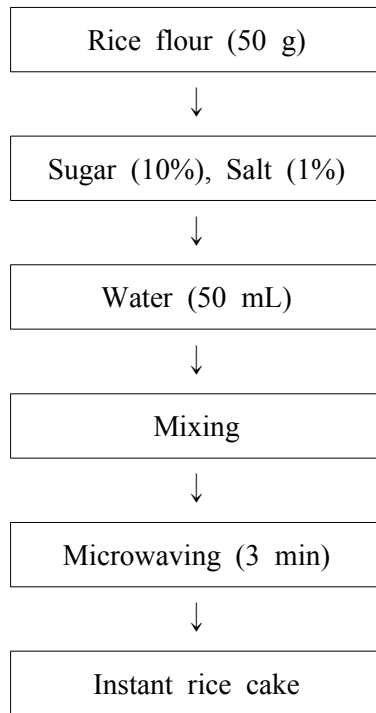 Rice flour (50 g)
↓
Sugar (10%), Salt (1%)
↓
Water (50 mL)
↓
Mixing
↓
Microwaving (3 min)
↓
Instant rice cake